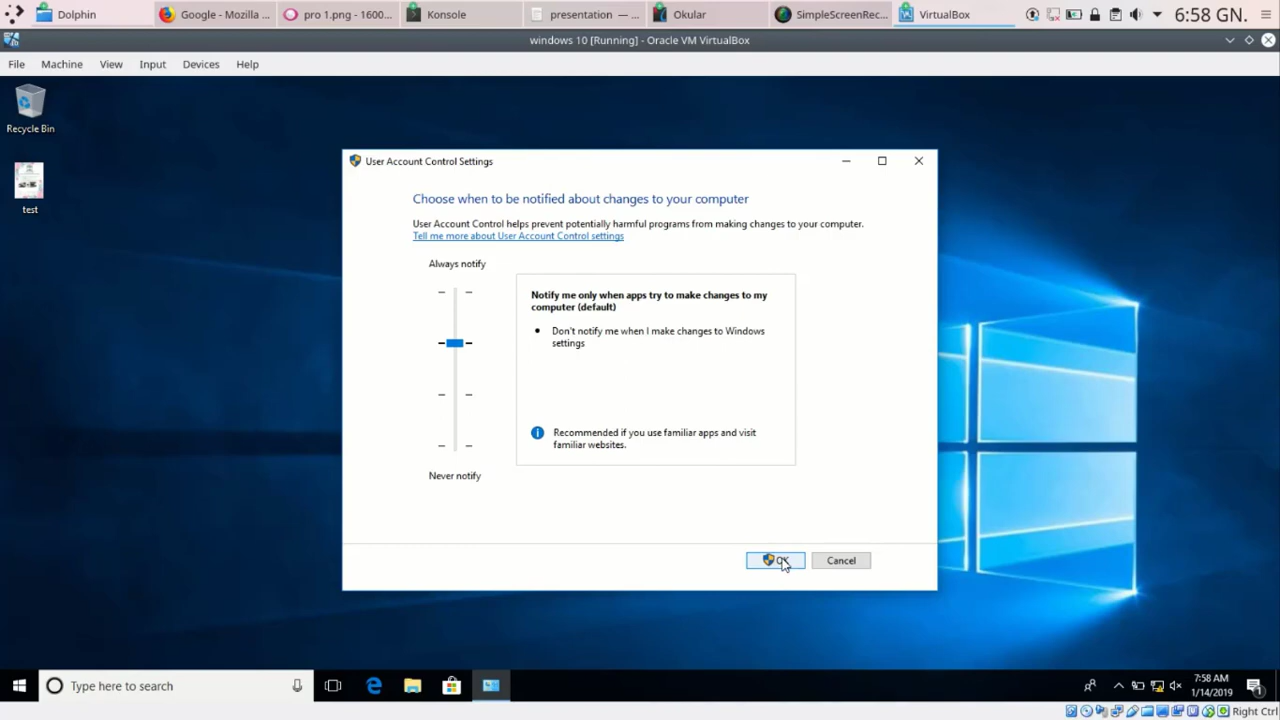 Dolphin
Google - Mozilla ...
pro 1.png - 1600...
Konsole
presentation — ...
Okular
SimpleScreenRec...
VirtualBox
6:58 GN.
windows 10 [Running] - Oracle VM VirtualBox
File Machine View Input Devices Help
Recycle Bin
test
User Account Control Settings
Choose when to be notified about changes to your computer
User Account Control helps prevent potentially harmful programs from making changes to your computer.
Tell me more about User Account Control settings
Always notify
Notify me only when apps try to make changes to my
computer (default)
Don't notify me when I make changes to Windows
settings
Recommended if you use familiar apps and visit
familiar websites.
Never notify
OK
Cancel
Type here to search
7:58 AM
1/14/2019
1
Right Ctrl